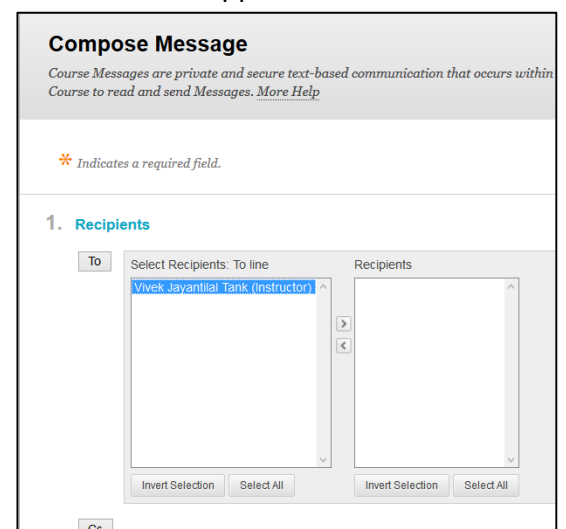 Compose Message
Course Messages are private and secure text-based communication that occurs within
Course to read and send Messages. More Help
* Indicates a required field.
1. Recipients
To
Select Recipients: To line
Recipients
Vivek Jayantilal Tank (Instructor)
>
<
Invert Selection
Select All
Invert Selection
Select All